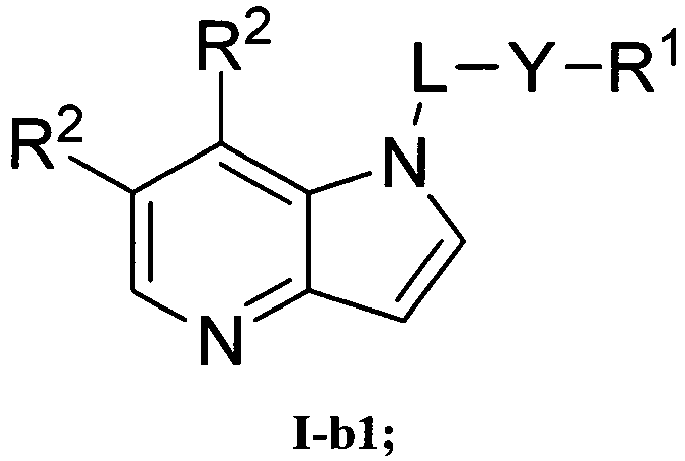 R²
L–Y–R¹
R²
N
N
I-b1;